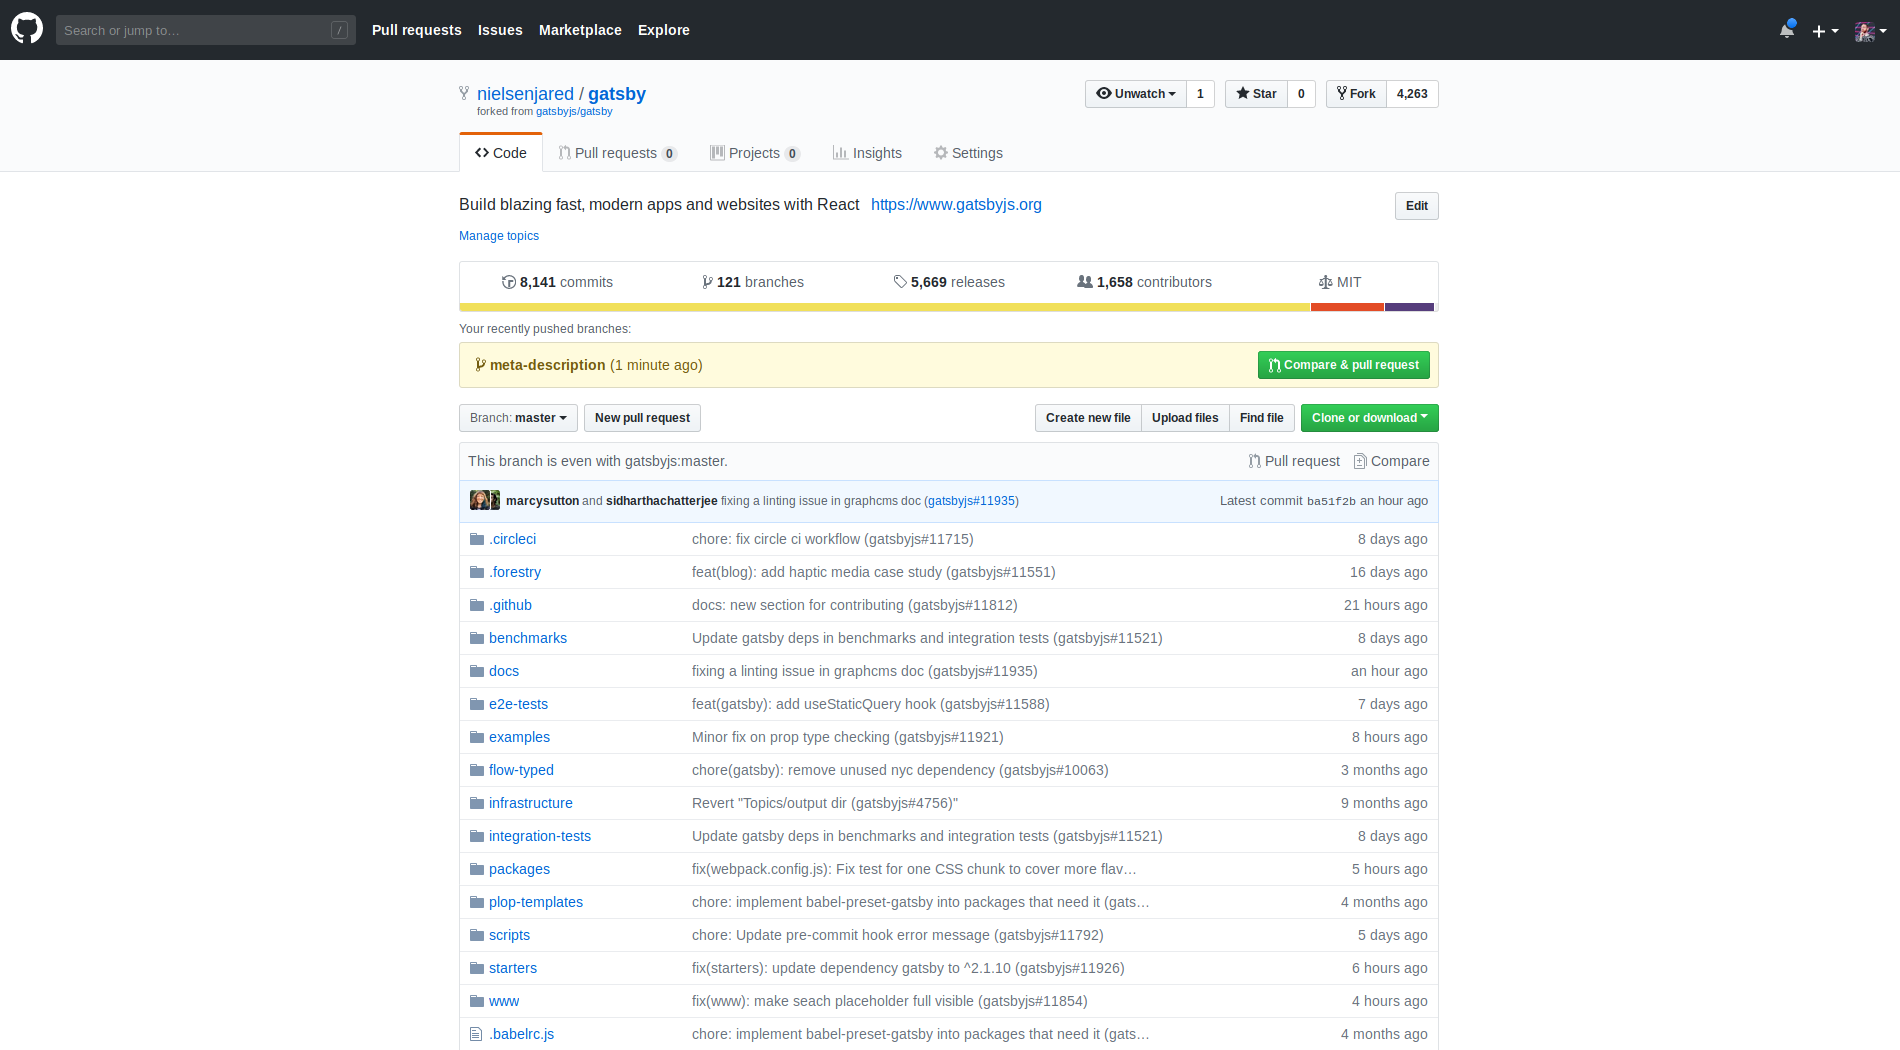 Search or jump to… / Pull requests Issues Marketplace Explore
nielsenjared / gatsby Unwatch 1 Star 0 Fork 4,263
forked from gatsbyjs/gatsby
Code Pull requests 0 Projects 0 Insights Settings
Build blazing fast, modern apps and websites with React https://www.gatsbyjs.org Edit
Manage topics
8,141 commits 121 branches 5,669 releases 1,658 contributors MIT
Your recently pushed branches:
meta-description (1 minute ago) Compare & pull request
Branch: master New pull request Create new file Upload files Find file Clone or download
This branch is even with gatsbyjs:master. Pull request Compare
marcysutton and sidharthachatterjee fixing a linting issue in graphcms doc (gatsbyjs#11935) Latest commit ba51f2b an hour ago
.circleci chore: fix circle ci workflow (gatsbyjs#11715) 8 days ago
.forestry feat(blog): add haptic media case study (gatsbyjs#11551) 16 days ago
.github docs: new section for contributing (gatsbyjs#11812) 21 hours ago
benchmarks Update gatsby deps in benchmarks and integration tests (gatsbyjs#11521) 8 days ago
docs fixing a linting issue in graphcms doc (gatsbyjs#11935) an hour ago
e2e-tests feat(gatsby): add useStaticQuery hook (gatsbyjs#11588) 7 days ago
examples Minor fix on prop type checking (gatsbyjs#11921) 8 hours ago
flow-typed chore(gatsby): remove unused nyc dependency (gatsbyjs#10063) 3 months ago
infrastructure Revert "Topics/output dir (gatsbyjs#4756)" 9 months ago
integration-tests Update gatsby deps in benchmarks and integration tests (gatsbyjs#11521) 8 days ago
packages fix(webpack.config.js): Fix test for one CSS chunk to cover more flav… 5 hours ago
plop-templates chore: implement babel-preset-gatsby into packages that need it (gats… 4 months ago
scripts chore: Update pre-commit hook error message (gatsbyjs#11792) 5 days ago
starters fix(starters): update dependency gatsby to ^2.1.10 (gatsbyjs#11926) 6 hours ago
www fix(www): make seach placeholder full visible (gatsbyjs#11854) 4 hours ago
.babelrc.js chore: implement babel-preset-gatsby into packages that need it (gats… 4 months ago